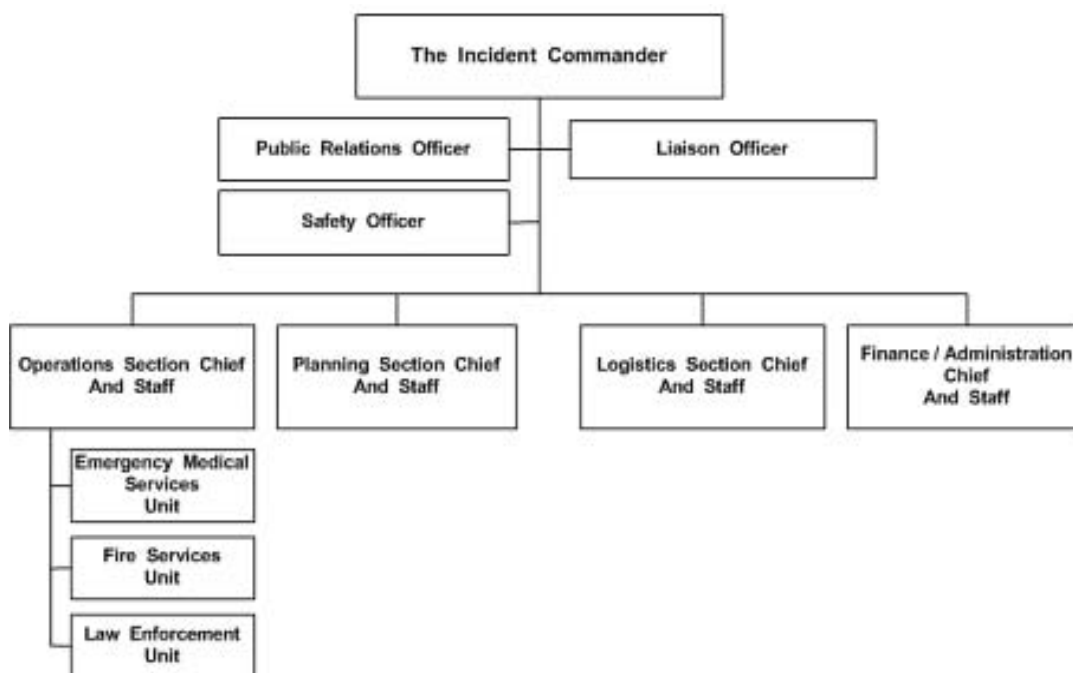 The Incident Commander
Public Relations Officer
Liaison Officer
Safety Officer
Operations Section Chief
And Staff
Planning Section Chief
And Staff
Logistics Section Chief
And Staff
Finance / Administration
Chief
And Staff
Emergency Medical
Services
Unit
Fire Services
Unit
Law Enforcement
Unit